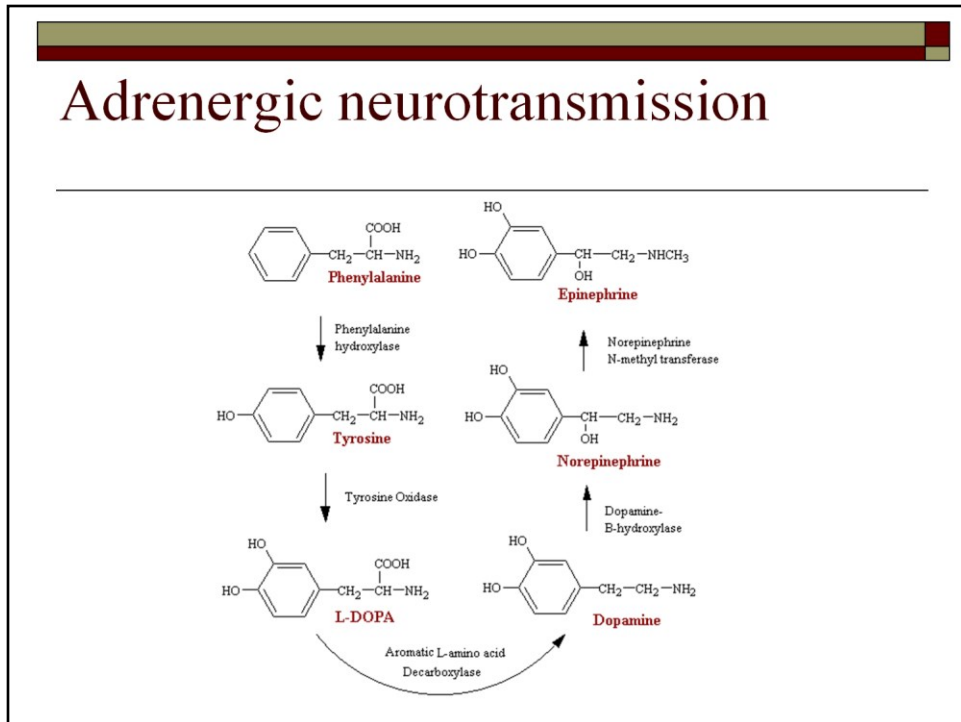 Adrenergic neurotransmission
COOH
CH2-CH-NH2
Phenylalanine
Phenylalanine
hydroxylase
COOH
HO
CH2-CH-NH2
Tyrosine
Tyrosine Oxidase
HO
HO
COOH
CH2-CH-NH2
L-DOPA
Aromatic L-amino acid
Decarboxylase
HO
HO
CH2-CH2-NH2
Dopamine
Dopamine-
B-hydroxylase
HO
HO
CH-CH2-NH2
OH
Norepinephrine
Norepinephrine
N-methyl transferase
HO
HO
CH-CH2-NHCH3
OH
Epinephrine